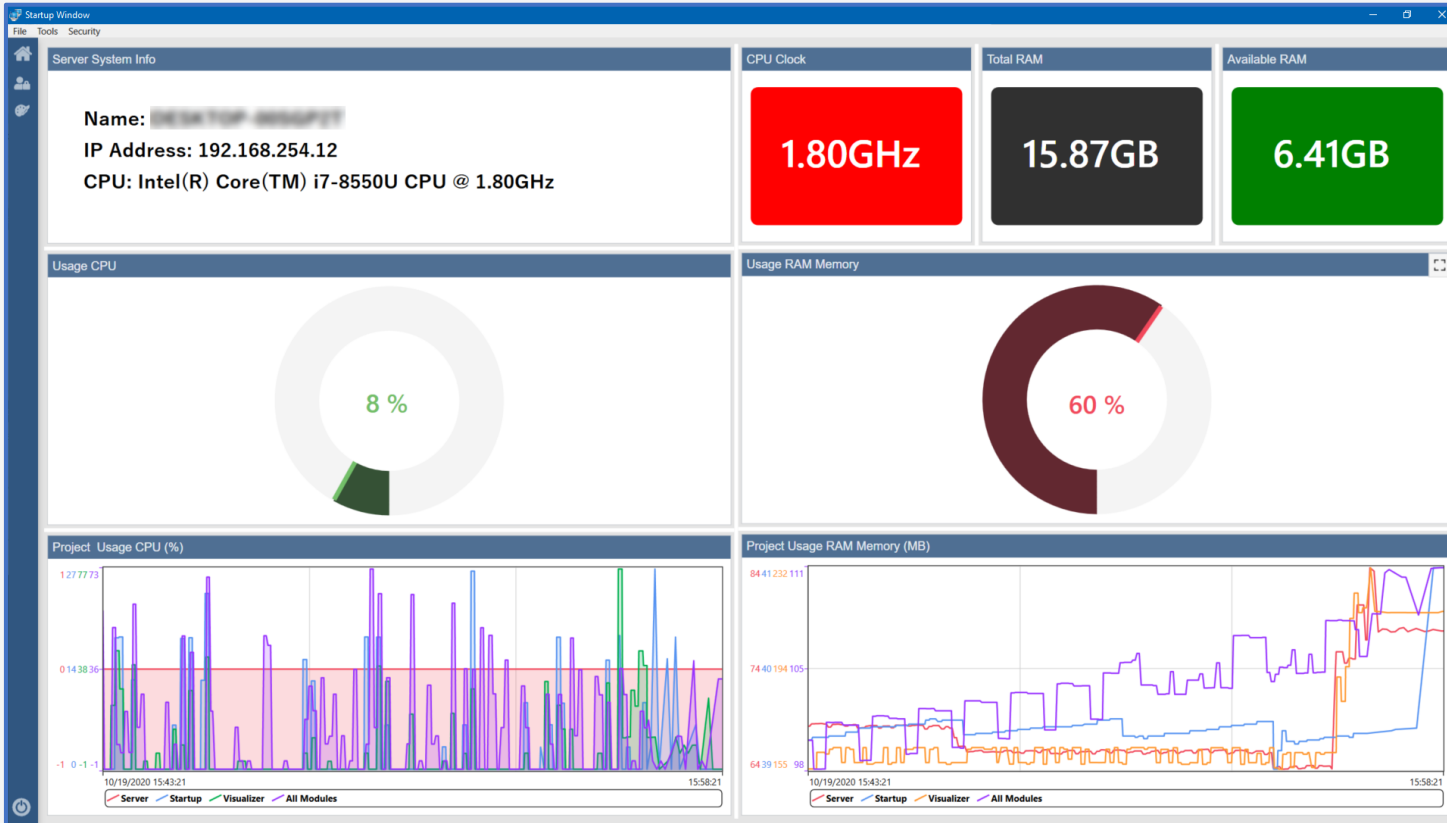 Startup Window
File Tools Security
Server System Info
Name:
IP Address: 192.168.254.12
CPU: Intel(R) Core(TM) i7-8550U CPU @ 1.80GHz
CPU Clock
1.80GHz
Total RAM
15.87GB
Available RAM
6.41GB
Usage CPU
8 %
Usage RAM Memory
60 %
Project Usage CPU (%)
1 27 77 73
0 14 38 36
-1 0 -1 -1
10/19/2020 15:43:21 15:58:21
Server Startup Visualizer All Modules
Project Usage RAM Memory (MB)
84 41 232 111
74 40 194 105
64 39 155 98
10/19/2020 15:43:21 15:58:21
Server Startup Visualizer All Modules